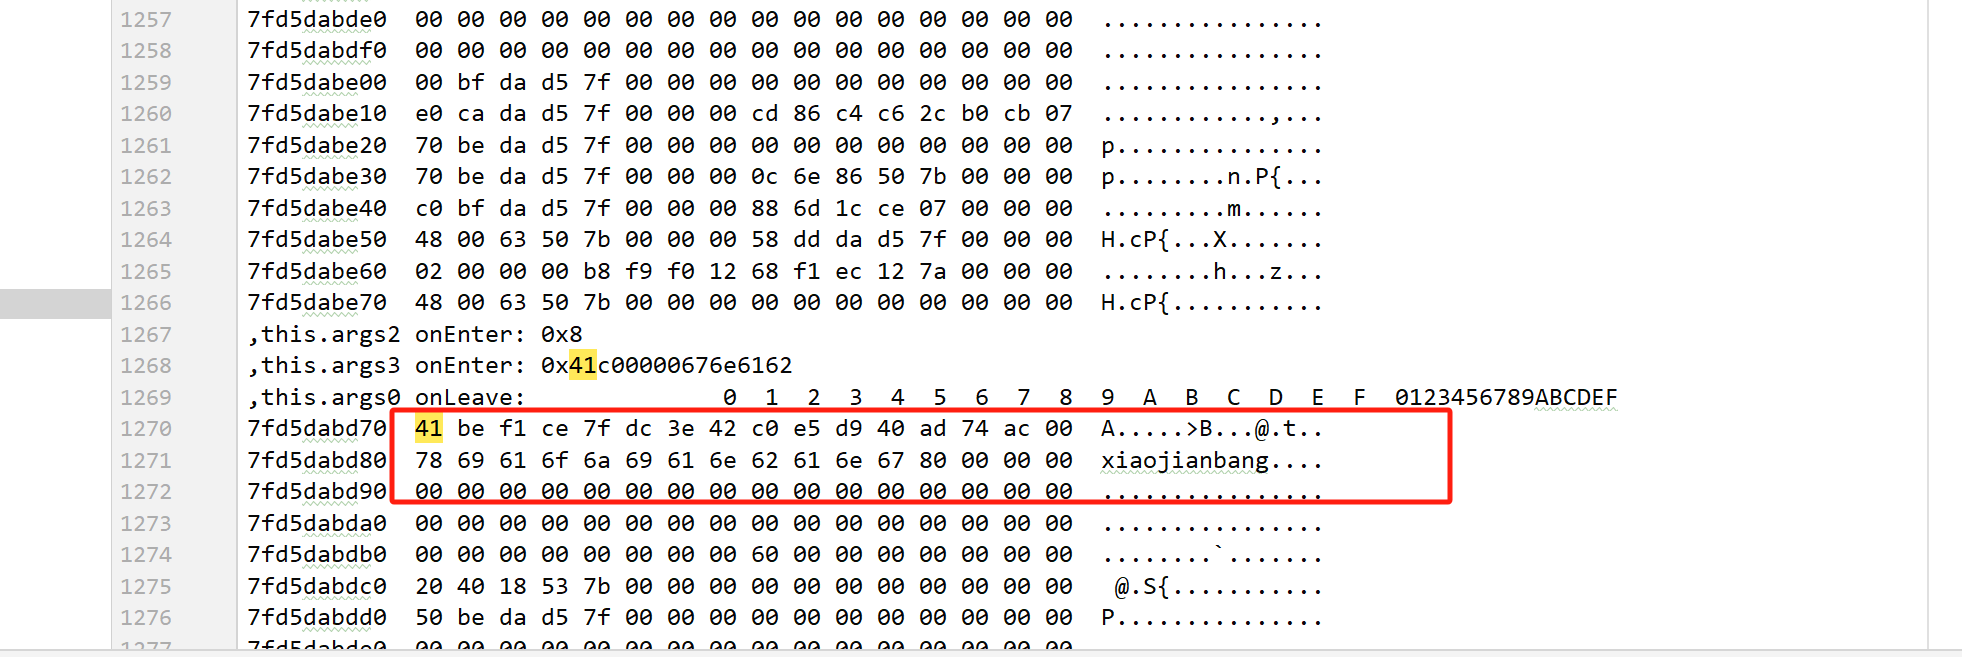 1257 7fd5dabde0 00 00 00 00 00 00 00 00 00 00 00 00 00 00 00 00 ................
1258 7fd5dabdf0 00 00 00 00 00 00 00 00 00 00 00 00 00 00 00 00 ................
1259 7fd5dabe00 00 bf da d5 7f 00 00 00 00 00 00 00 00 00 00 00 ................
1260 7fd5dabe10 e0 ca da d5 7f 00 00 00 cd 86 c4 c6 2c b0 cb 07 ............,...
1261 7fd5dabe20 70 be da d5 7f 00 00 00 00 00 00 00 00 00 00 00 p...............
1262 7fd5dabe30 70 be da d5 7f 00 00 00 0c 6e 86 50 7b 00 00 00 p........n.P{...
1263 7fd5dabe40 c0 bf da d5 7f 00 00 00 88 6d 1c ce 07 00 00 00 .........m......
1264 7fd5dabe50 48 00 63 50 7b 00 00 00 58 dd da d5 7f 00 00 00 H.cP{...X.......
1265 7fd5dabe60 02 00 00 00 b8 f9 f0 12 68 f1 ec 12 7a 00 00 00 ........h...z...
1266 7fd5dabe70 48 00 63 50 7b 00 00 00 00 00 00 00 00 00 00 00 H.cP{...........
1267 ,this.args2 onEnter: 0x8
1268 ,this.args3 onEnter: 0x41c00000676e6162
1269 ,this.args0 onLeave: 0 1 2 3 4 5 6 7 8 9 A B C D E F 0123456789ABCDEF
1270 7fd5dabd70 41 be f1 ce 7f dc 3e 42 c0 e5 d9 40 ad 74 ac 00 A.....>B...@.t..
1271 7fd5dabd80 78 69 61 6f 6a 69 61 6e 62 61 6e 67 80 00 00 00 xiaojianbang....
1272 7fd5dabd90 00 00 00 00 00 00 00 00 00 00 00 00 00 00 00 00 ................
1273 7fd5dabda0 00 00 00 00 00 00 00 00 00 00 00 00 00 00 00 00 ................
1274 7fd5dabdb0 00 00 00 00 00 00 00 00 60 00 00 00 00 00 00 00 ........`.......
1275 7fd5dabdc0 20 40 18 53 7b 00 00 00 00 00 00 00 00 00 00 00  @.S{...........
1276 7fd5dabdd0 50 be da d5 7f 00 00 00 00 00 00 00 00 00 00 00 P...............
1277 7fd5dabde0 00 00 00 00 00 00 00 00 00 00 00 00 00 00 00 00